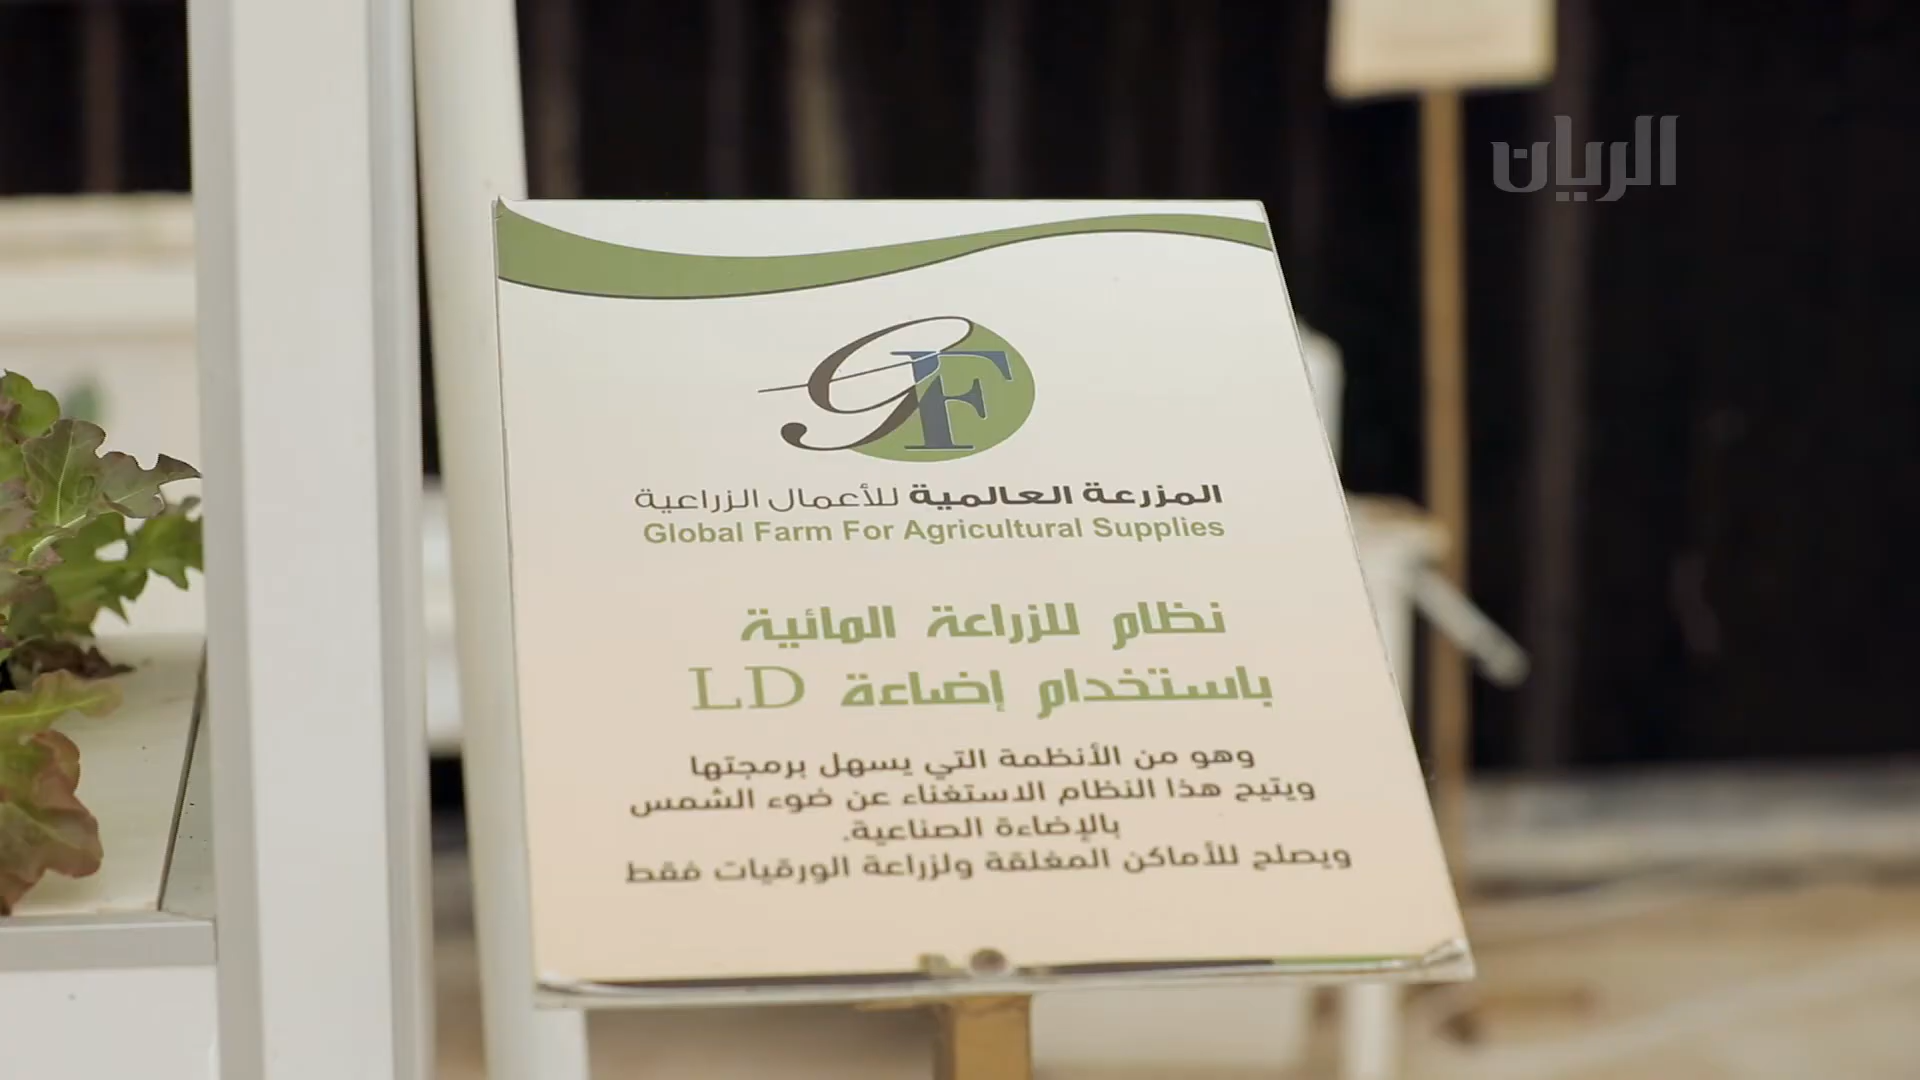 الريان
GF
المزرعة العالمية للأعمال الزراعية
Global Farm For Agricultural Supplies
نظام للزراعة المائية
باستخدام إضاءة LD
وهو من الأنظمة التي يسهل برمجتها
ويتيح هذا النظام الاستغناء عن ضوء الشمس
بالإضاءة الصناعية.
ويصلح للأماكن المغلقة ولزراعة الورقيات فقط